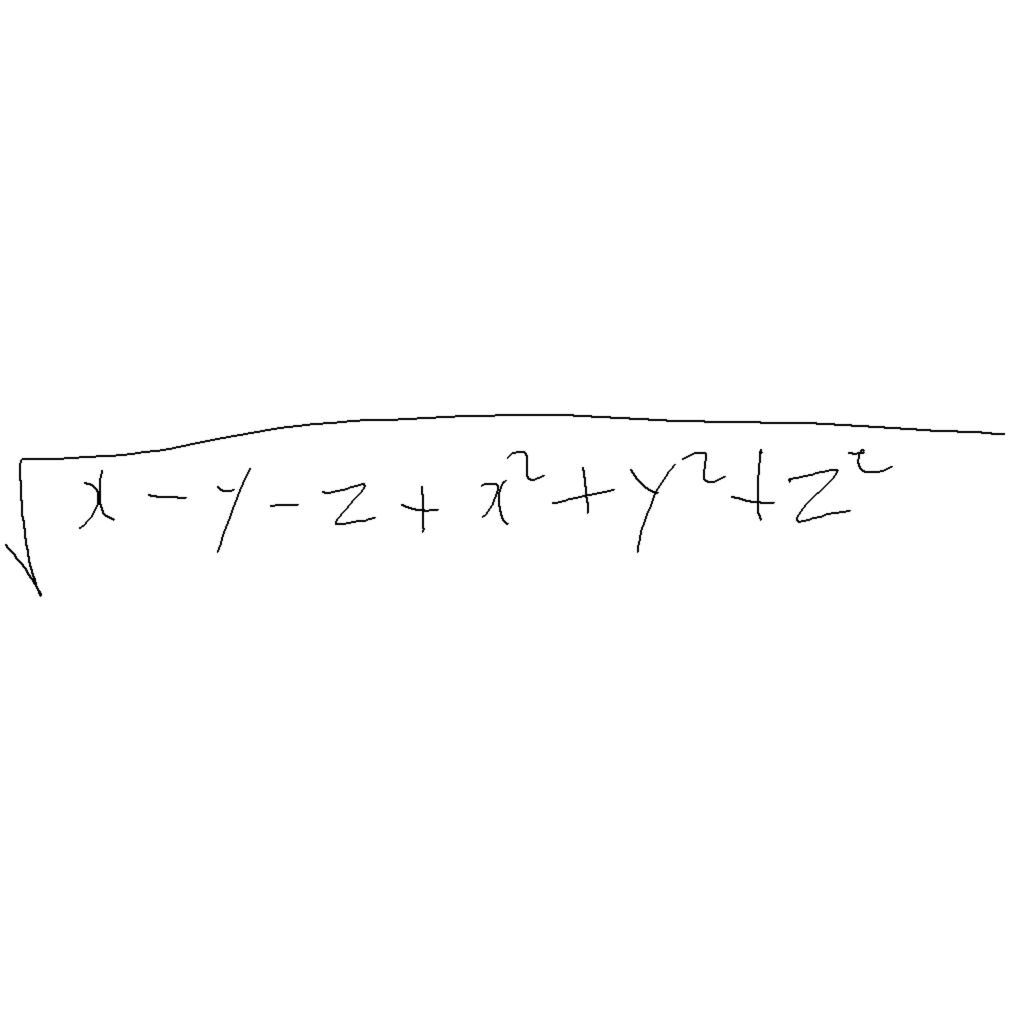 √(x - y - z + x² + y² + z²)